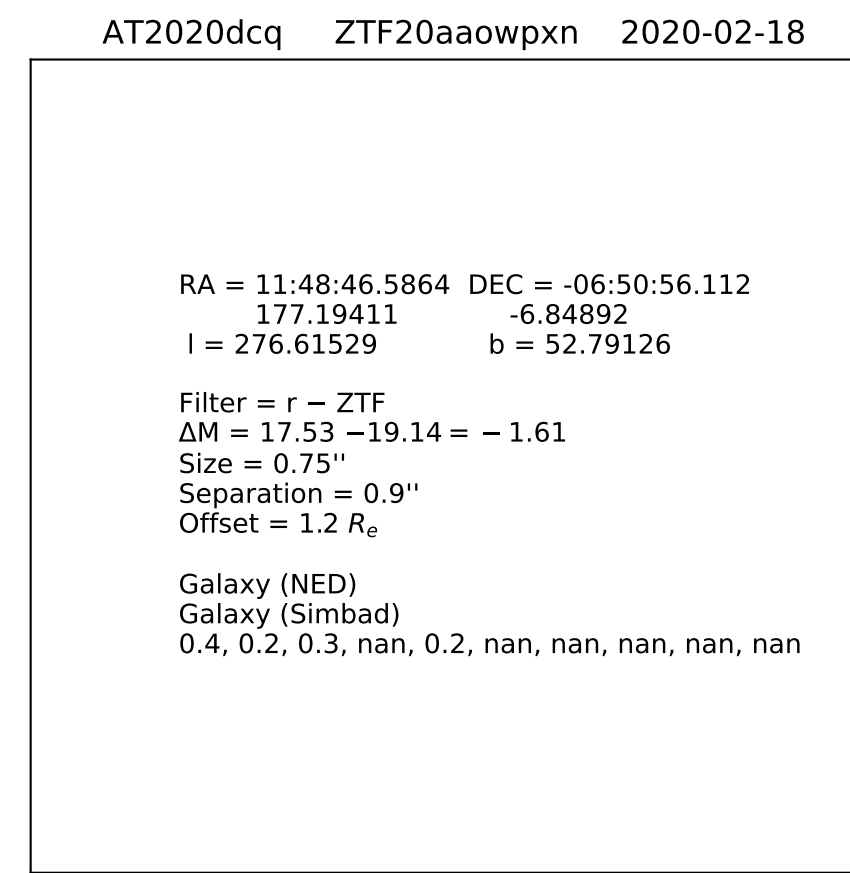 AT2020dcq ZTF20aaowpxn 2020-02-18
RA = 11:48:46.5864 DEC = -06:50:56.112
177.19411 -6.84892
l = 276.61529 b = 52.79126
Filter = r − ZTF
ΔM = 17.53 −19.14 = − 1.61
Size = 0.75''
Separation = 0.9''
Offset = 1.2 Rₑ
Galaxy (NED)
Galaxy (Simbad)
0.4, 0.2, 0.3, nan, 0.2, nan, nan, nan, nan, nan